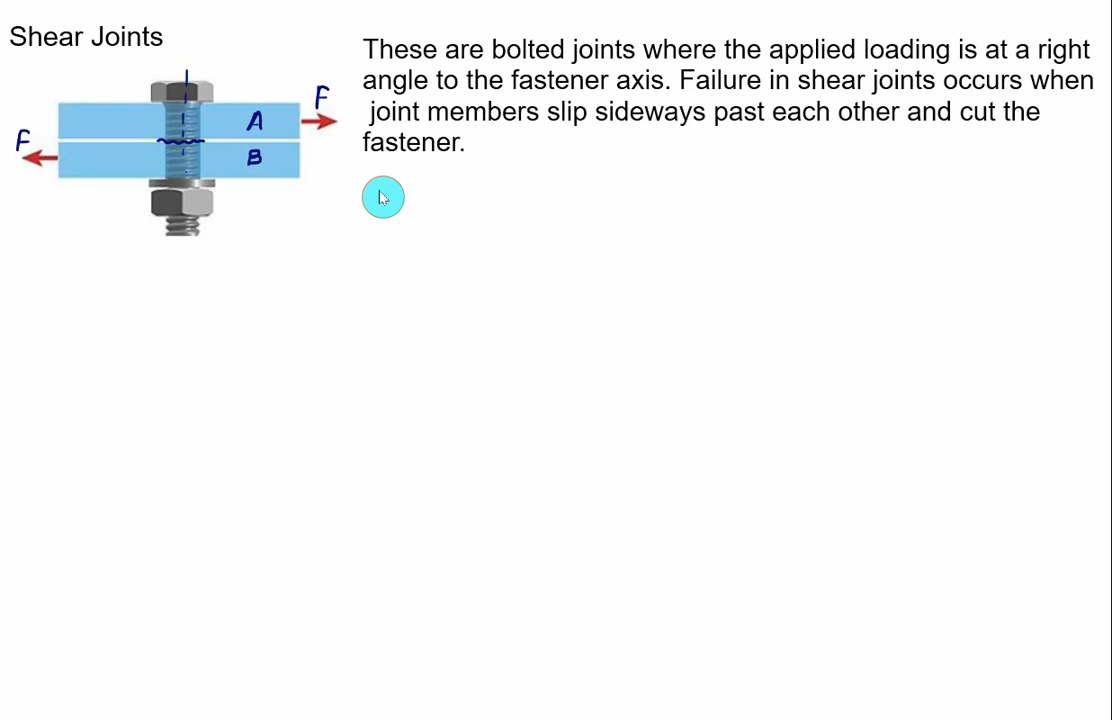 Shear Joints
These are bolted joints where the applied loading is at a right
angle to the fastener axis. Failure in shear joints occurs when
joint members slip sideways past each other and cut the
fastener.
F
A
F
B